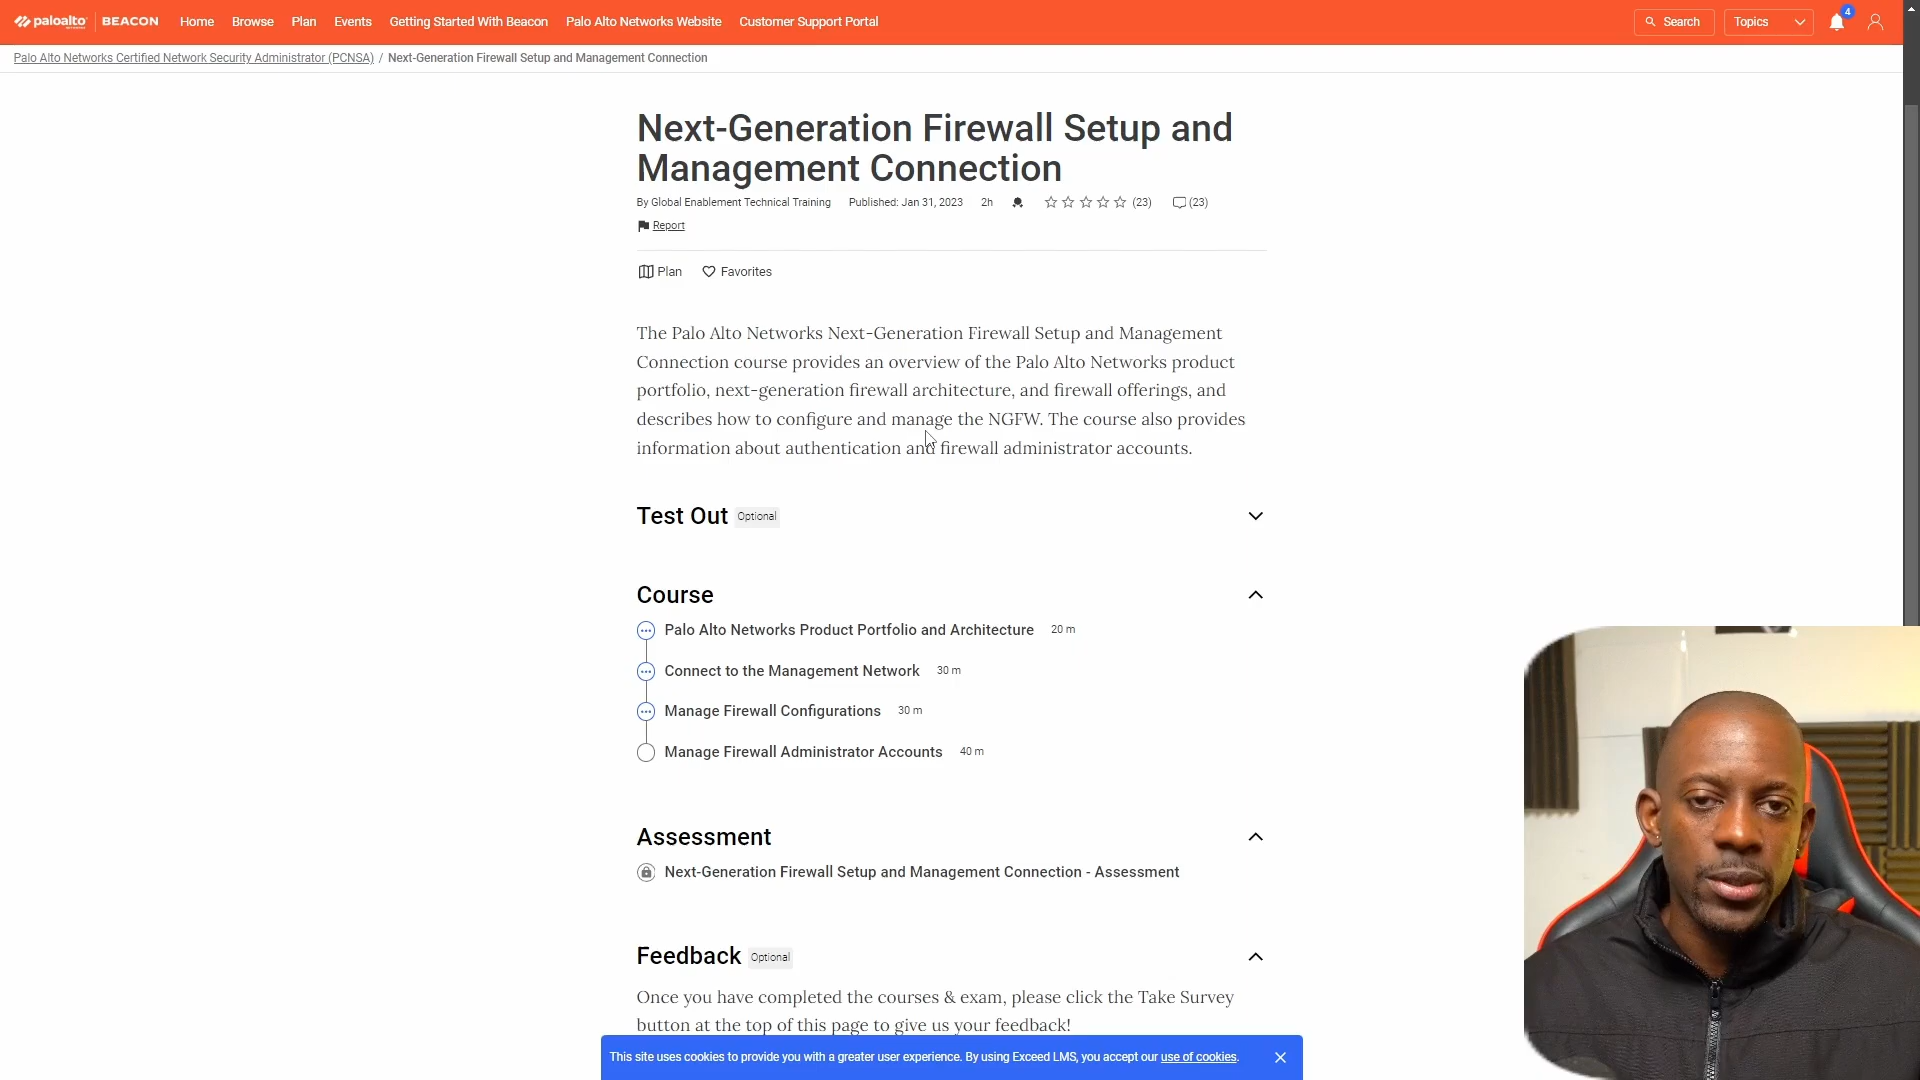 paloalto NETWORKS BEACON Home Browse Plan Events Getting Started With Beacon Palo Alto Networks Website Customer Support Portal Search Topics 4
Palo Alto Networks Certified Network Security Administrator (PCNSA) / Next-Generation Firewall Setup and Management Connection
Next-Generation Firewall Setup and
Management Connection
By Global Enablement Technical Training Published: Jan 31, 2023 2h (23) (23)
Report
Plan Favorites
The Palo Alto Networks Next-Generation Firewall Setup and Management
Connection course provides an overview of the Palo Alto Networks product
portfolio, next-generation firewall architecture, and firewall offerings, and
describes how to configure and manage the NGFW. The course also provides
information about authentication and firewall administrator accounts.
Test Out Optional
Course
Palo Alto Networks Product Portfolio and Architecture 20 m
Connect to the Management Network 30 m
Manage Firewall Configurations 30 m
Manage Firewall Administrator Accounts 40 m
Assessment
Next-Generation Firewall Setup and Management Connection - Assessment
Feedback Optional
Once you have completed the courses & exam, please click the Take Survey
button at the top of this page to give us your feedback!
This site uses cookies to provide you with a greater user experience. By using Exceed LMS, you accept our use of cookies.